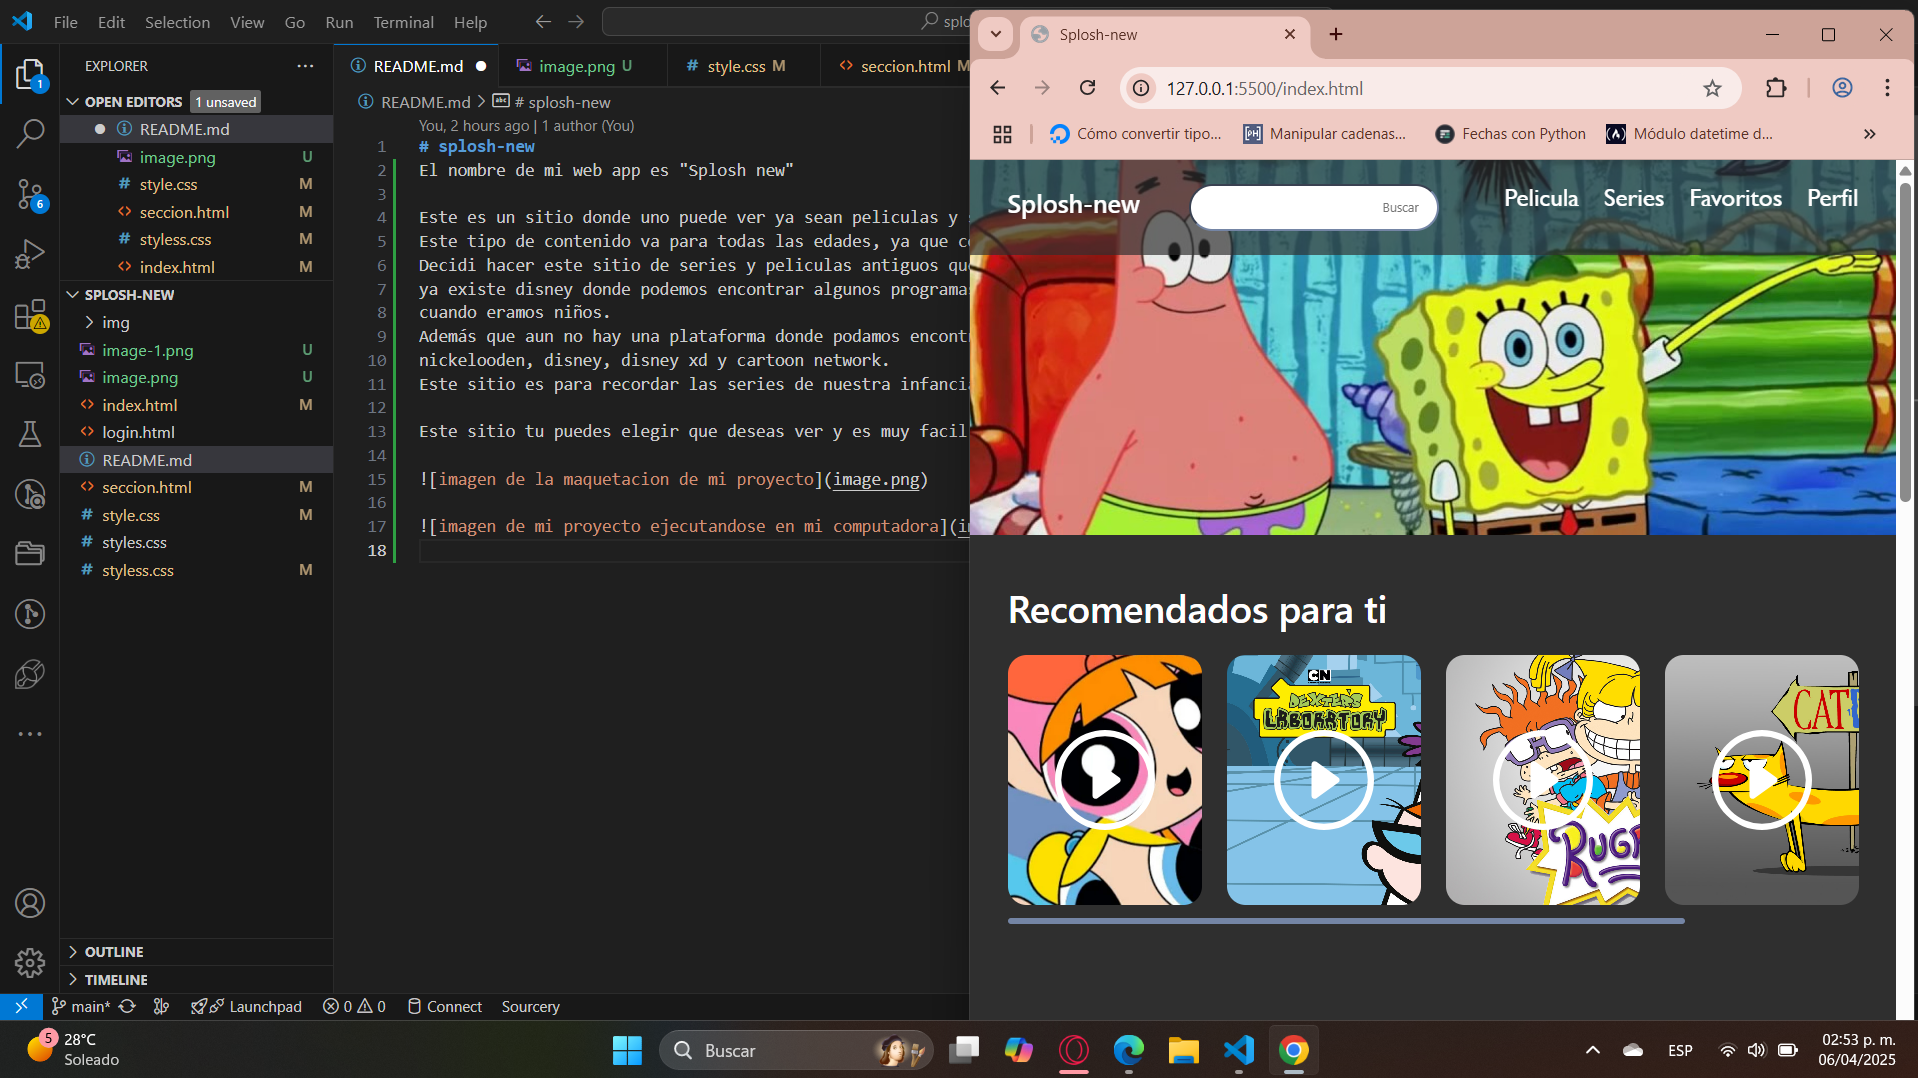 File Edit Selection View Go Run Terminal Help
EXPLORER
OPEN EDITORS 1 unsaved
README.md
image.png U
style.css M
seccion.html M
styless.css M
index.html M
SPLOSH-NEW
img
image-1.png U
image.png U
index.html M
login.html
README.md
seccion.html M
style.css M
styles.css
styless.css M
OUTLINE
TIMELINE
1
6
README.md image.png U style.css M seccion.html M
README.md # splosh-new
You, 2 hours ago | 1 author (You)
1 # splosh-new
2 El nombre de mi web app es "Splosh new"
3
4 Este es un sitio donde uno puede ver ya sean peliculas y
5 Este tipo de contenido va para todas las edades, ya que
6 Decidi hacer este sitio de series y peliculas antiguos
7 ya existe disney donde podemos encontrar algunos
8 cuando eramos niños.
9 Además que aun no hay una plataforma donde podamos
10 nickelooden, disney, disney xd y cartoon network.
11 Este sitio es para recordar las series de nuestra
12
13 Este sitio tu puedes elegir que deseas ver y es muy facil
14
15 ![imagen de la maquetacion de mi proyecto](image.png)
16
17 ![imagen de mi proyecto ejecutandose en mi computadora](
18
main* Launchpad 0 0 Connect Sourcery
Splosh-new
127.0.0.1:5500/index.html
Cómo convertir tipo... Manipular cadenas... Fechas con Python Módulo datetime d...
Splosh-new Buscar Pelicula Series Favoritos Perfil
Recomendados para ti
CN
DEXTER'S
LABORATORY
CAT
5
28°C
Soleado
Buscar
ESP
02:53 p. m.
06/04/2025